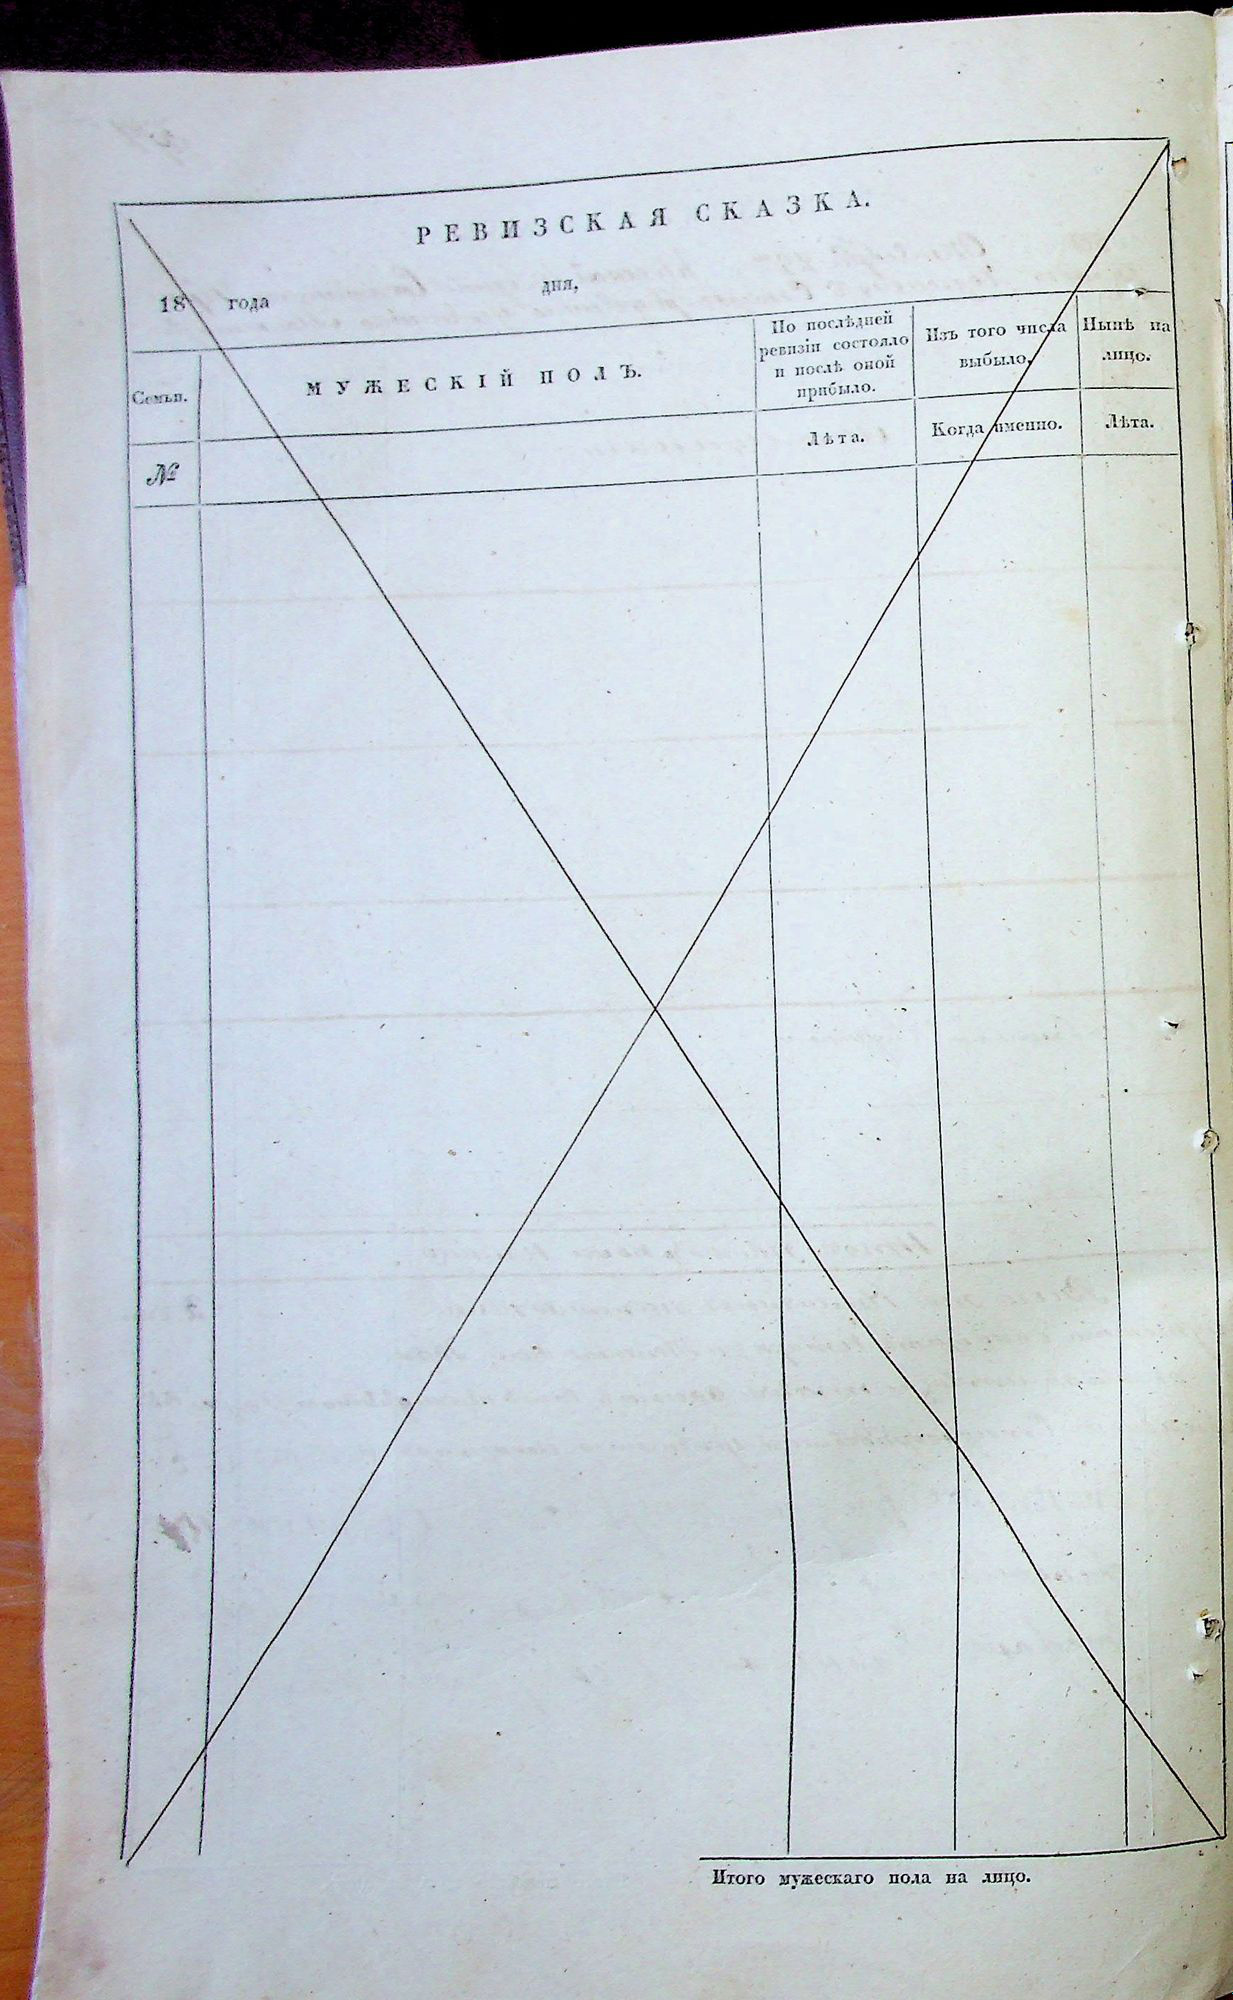 РЕВИЗСКАЯ СКАЗКА.
18 года дня,
Семьи.
МУЖЕСКІЙ ПОЛЪ.
По послѣдней
ревизіи состояло
и послѣ оной
прибыло.
Изъ того числа
выбыло,
Нынѣ на
лицо.
Лѣта.
Когда именно.
Лѣта.
№
Итого мужескаго пола на лицо.